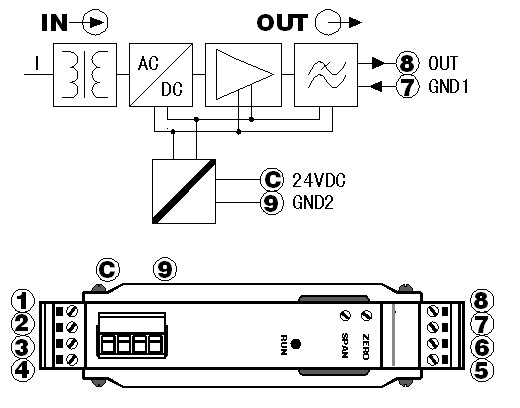 IN OUT
I AC DC 8 OUT
7 GND1
C 24VDC
9 GND2
C 9
1 8
2 7
3 6
4 5
RUN SPAN ZERO